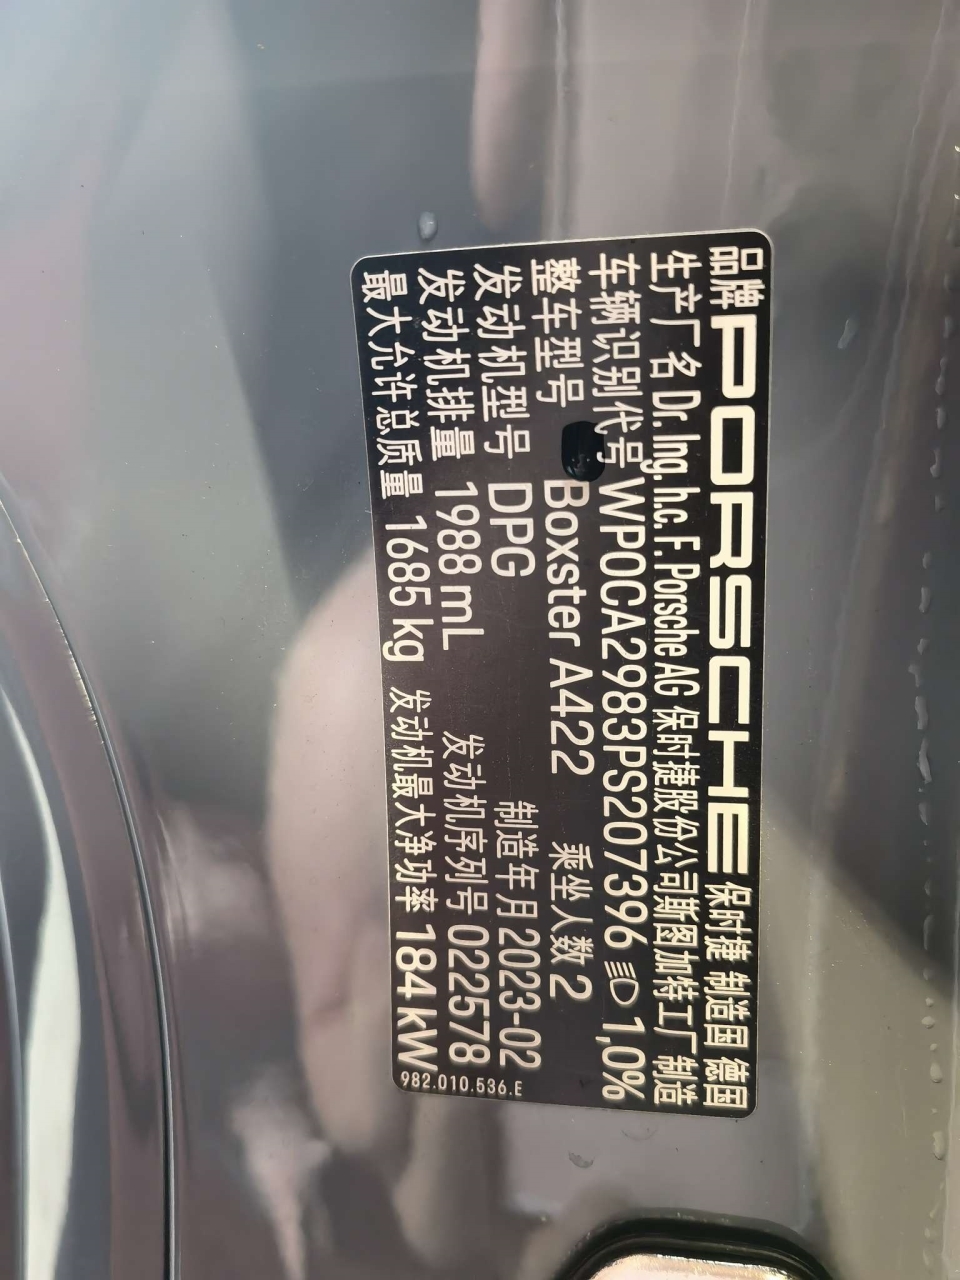 品牌 PORSCHE 保时捷 制造国 德国
生产厂名 Dr. Ing. h.c. F. Porsche AG 保时捷股份公司斯图加特工厂 制造
车辆识别代号 WP0CA2983PS207396 1,0%
整车型号 Boxster A422 乘坐人数 2
发动机型号 DPG 制造年月 2023-02
发动机排量 1988 mL 发动机序列号 022578
最大允许总质量 1685 kg 发动机最大净功率 184 kW
982.010.536.E